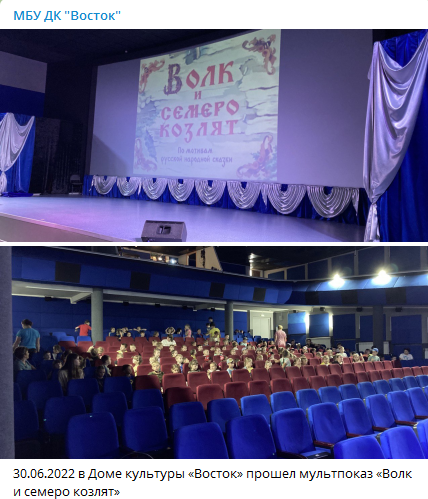 МБУ ДК "Восток"
Волк
и
семеро
козлят
По мотивам
русской народной сказки
30.06.2022 в Доме культуры «Восток» прошел мультпоказ «Волк
и семеро козлят»